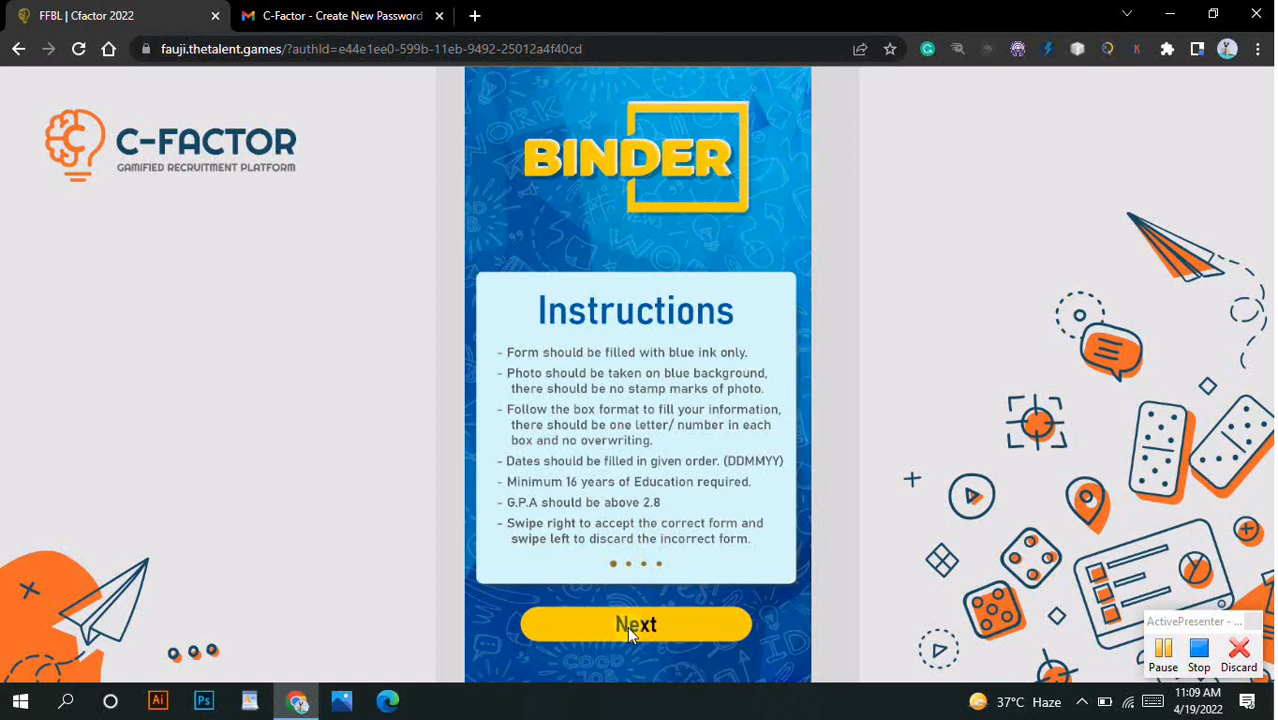 FFBL | Cfactor 2022
C-Factor - Create New Password
fauji.thetalent.games/?authId=e44e1ee0-599b-11eb-9492-25012a4f40cd
C-FACTOR
GAMIFIED RECRUITMENT PLATFORM
BINDER
Instructions
- Form should be filled with blue ink only.
- Photo should be taken on blue background,
there should be no stamp marks of photo.
- Follow the box format to fill your information,
there should be one letter/ number in each
box and no overwriting.
- Dates should be filled in given order. (DDMMYY)
- Minimum 16 years of Education required.
- G.P.A should be above 2.8
- Swipe right to accept the correct form and
swipe left to discard the incorrect form.
Next
ActivePresenter - ...
Pause Stop Discard
37°C Haze
11:09 AM
4/19/2022